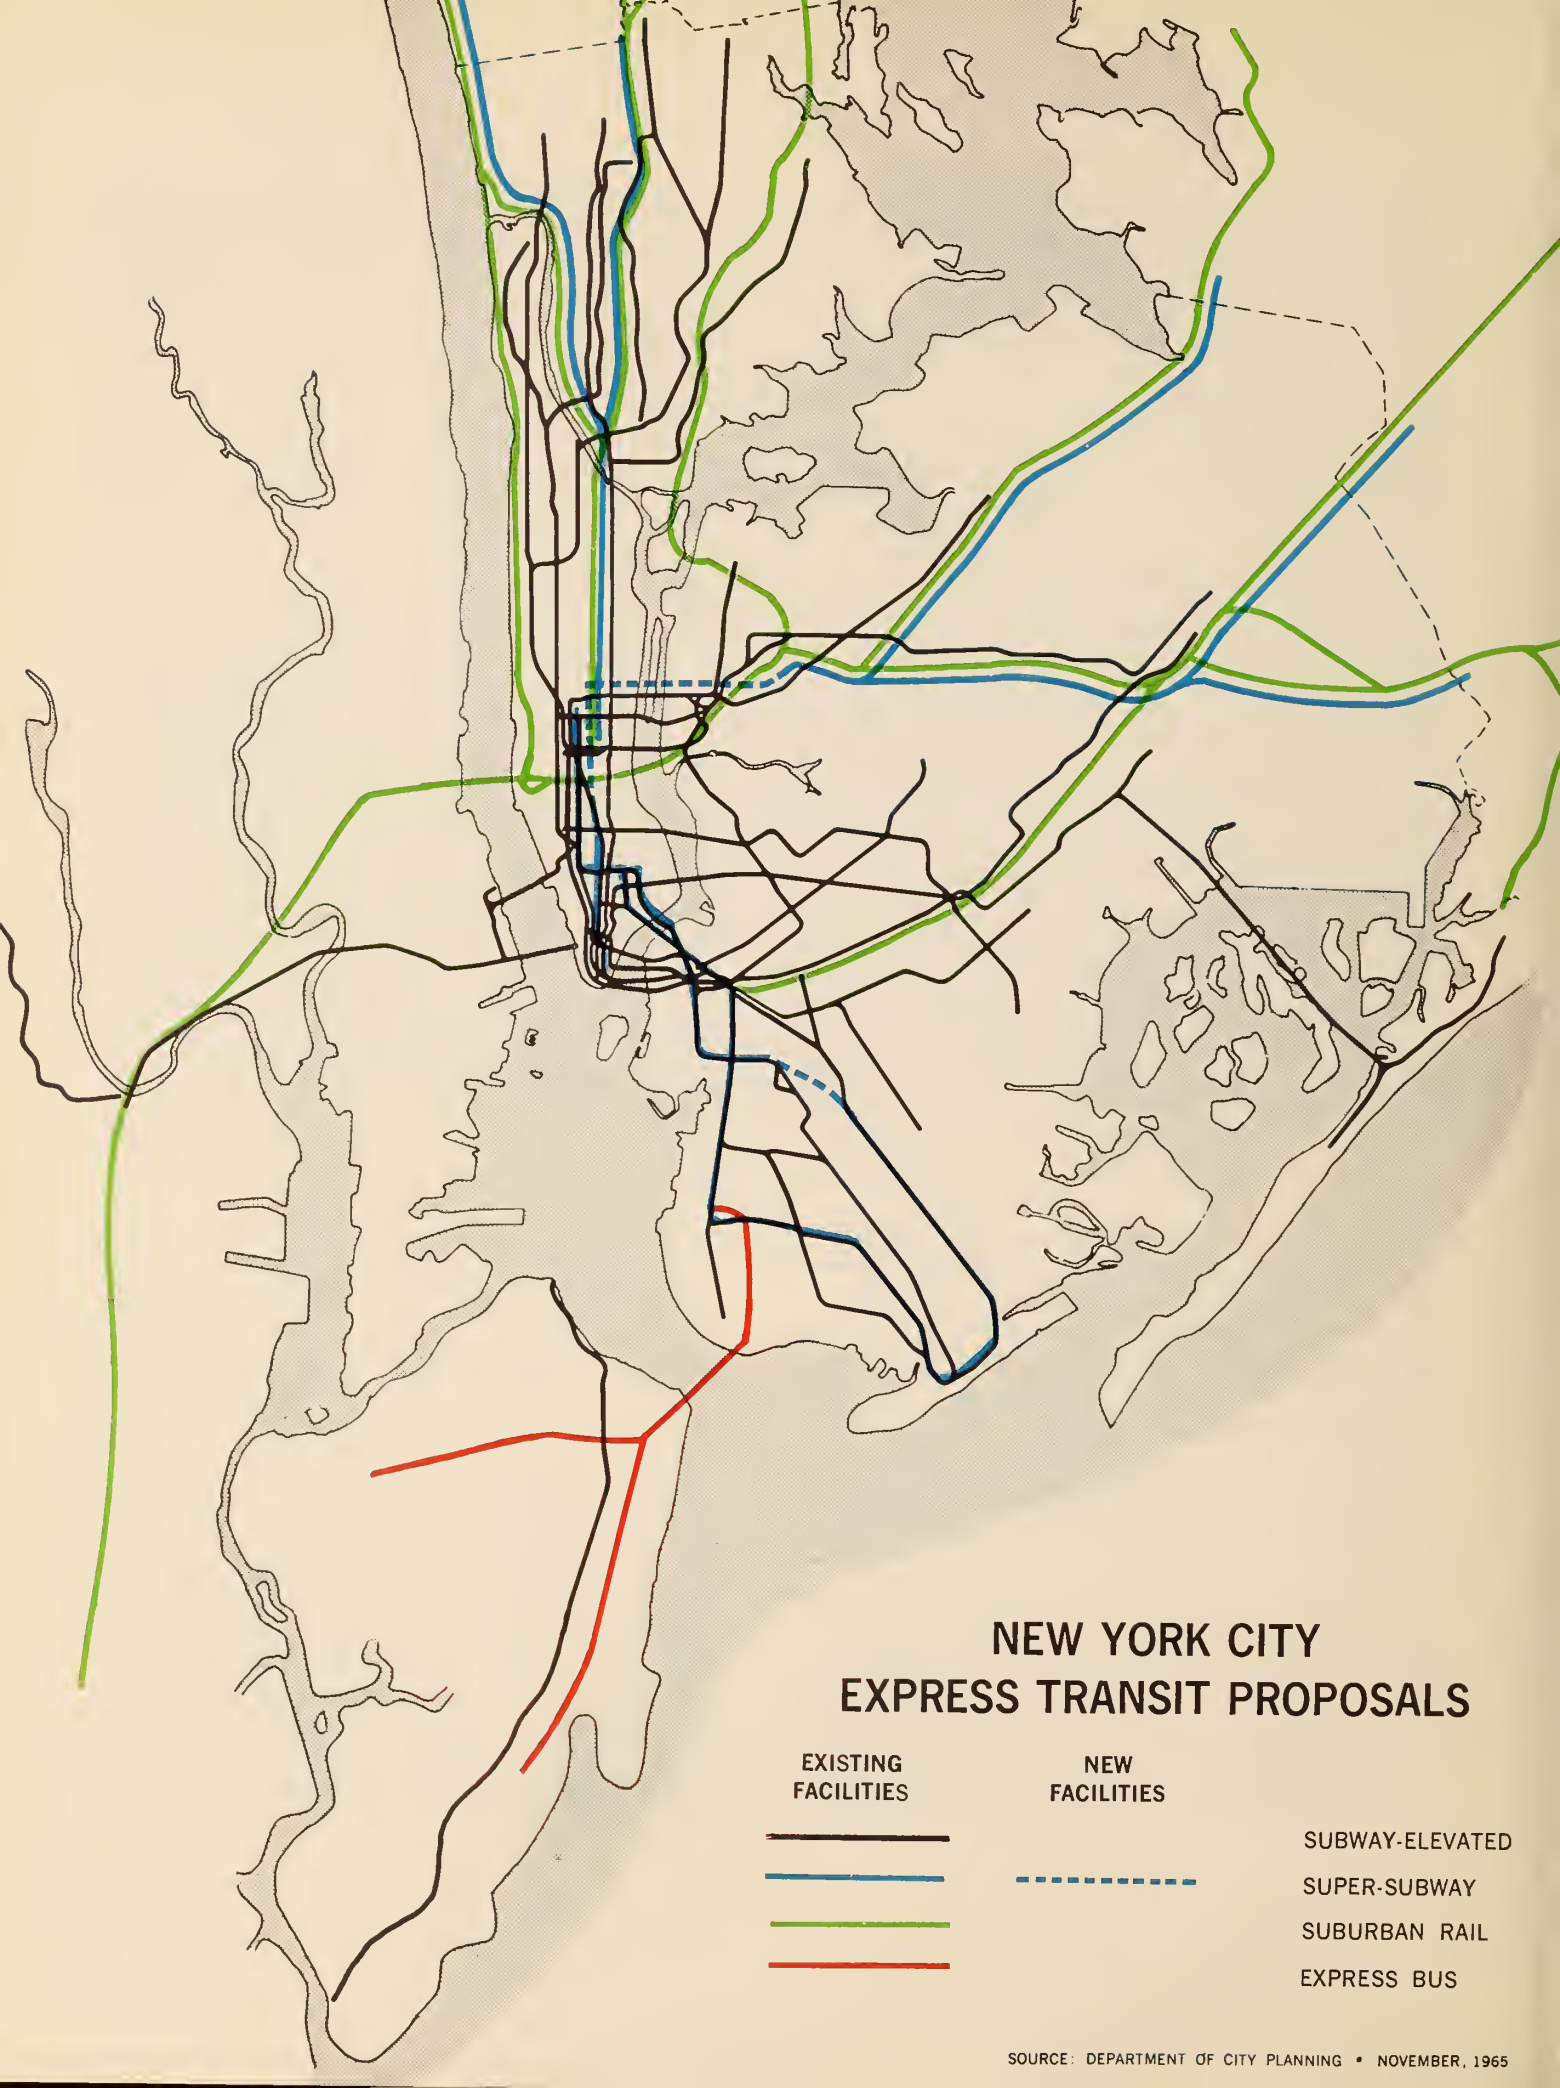 NEW YORK CITY
EXPRESS TRANSIT PROPOSALS
EXISTING
FACILITIES
NEW
FACILITIES
SUBWAY-ELEVATED
SUPER-SUBWAY
SUBURBAN RAIL
EXPRESS BUS
SOURCE: DEPARTMENT OF CITY PLANNING • NOVEMBER, 1965